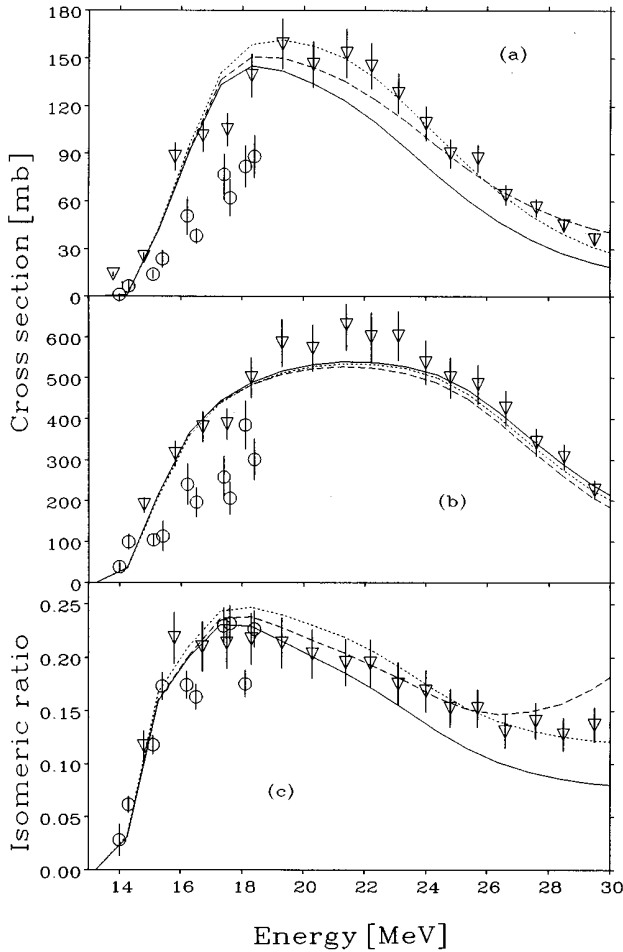 180
150
120
90
60
30
0
(a)
Cross section [mb]
600
500
400
300
200
100
0
(b)
0.25
0.20
0.15
0.10
0.05
0.00
(c)
Isomeric ratio
14 16 18 20 22 24 26 28 30
Energy [MeV]